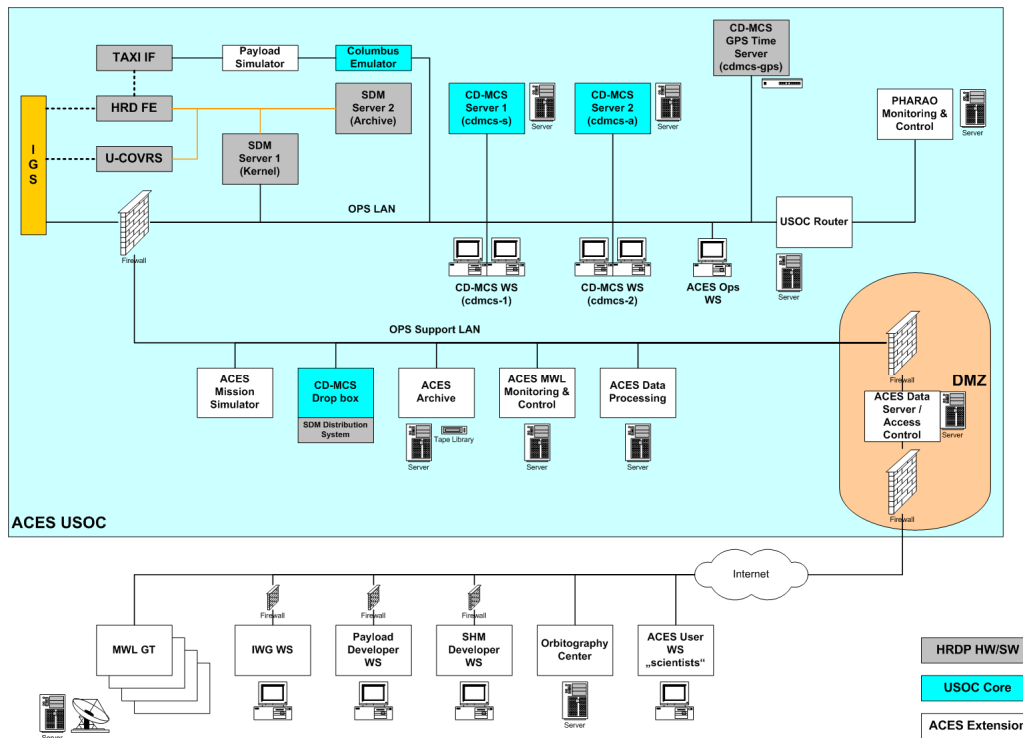 TAXI IF
Payload
Simulator
Columbus
Emulator
CD-MCS
GPS Time
Server
(cdmcs-gps)
HRD FE
SDM
Server 2
(Archive)
CD-MCS
Server 1
(cdmcs-s)
Server
CD-MCS
Server 2
(cdmcs-a)
Server
PHARAO
Monitoring &
Control
Server
I
G
S
U-COVRS
SDM
Server 1
(Kernel)
OPS LAN
Firewall
USOC Router
Server
CD-MCS WS
(cdmcs-1)
CD-MCS WS
(cdmcs-2)
ACES Ops
WS
OPS Support LAN
ACES
Mission
Simulator
CD-MCS
Drop box
SDM Distribution
System
ACES
Archive
Server
Tape Library
ACES MWL
Monitoring &
Control
Server
ACES Data
Processing
Server
Firewall
DMZ
ACES Data
Server /
Access
Control
Server
Firewall
ACES USOC
Internet
Firewall
Firewall
Firewall
MWL GT
Server
IWG WS
Payload
Developer
WS
SHM
Developer
WS
Orbitography
Center
Server
ACES User
WS
„scientists“
HRDP HW/SW
USOC Core
ACES Extension